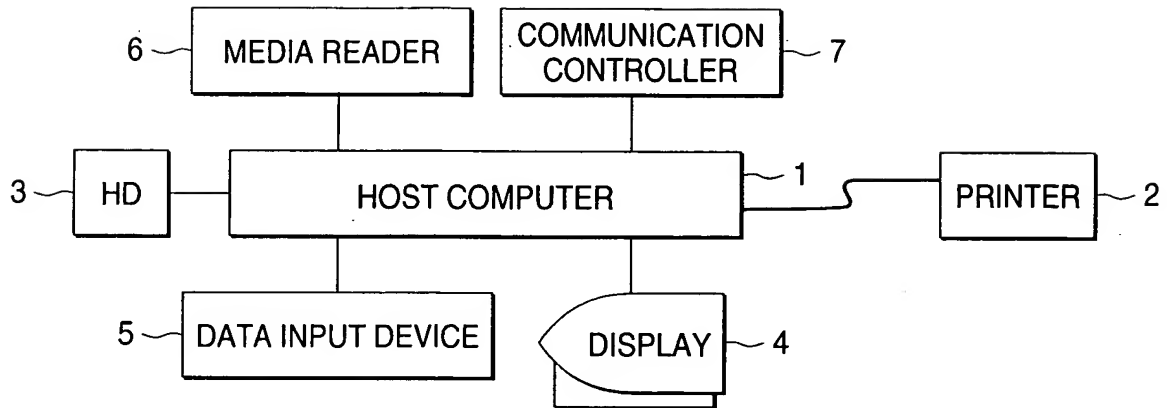 6
MEDIA READER
COMMUNICATION
CONTROLLER
7
3
HD
HOST COMPUTER
1
PRINTER
2
5
DATA INPUT DEVICE
DISPLAY
4